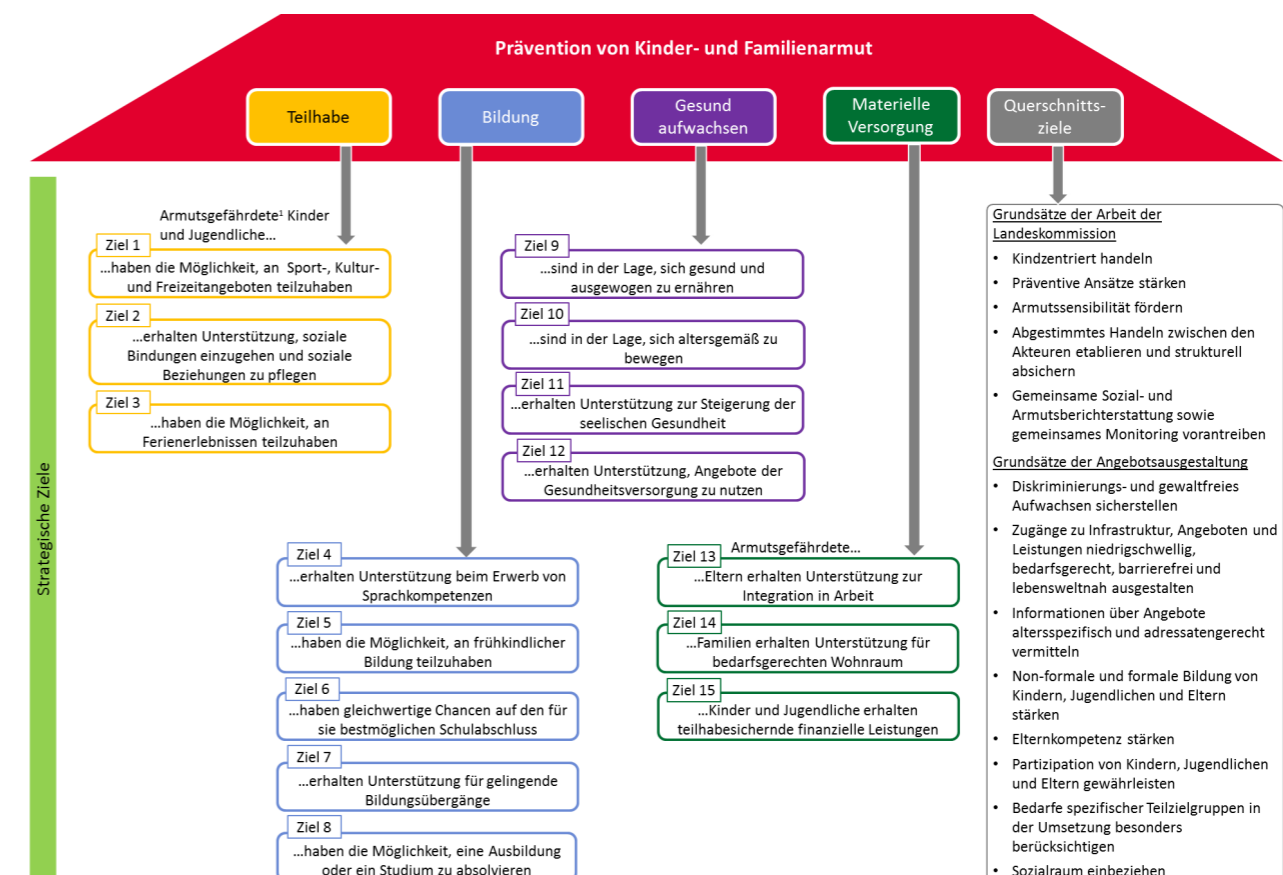 Prävention von Kinder- und Familienarmut
Teilhabe
Bildung
Gesund
aufwachsen
Materielle
Versorgung
Querschnitts-
ziele
Strategische Ziele
Armutsgefährdete¹ Kinder
und Jugendliche...
Ziel 1
...haben die Möglichkeit, an Sport-, Kultur-
und Freizeitangeboten teilzuhaben
Ziel 2
...erhalten Unterstützung, soziale
Bindungen einzugehen und soziale
Beziehungen zu pflegen
Ziel 3
...haben die Möglichkeit, an
Ferienerlebnissen teilzuhaben
Ziel 4
...erhalten Unterstützung beim Erwerb von
Sprachkompetenzen
Ziel 5
...haben die Möglichkeit, an frühkindlicher
Bildung teilzuhaben
Ziel 6
...haben gleichwertige Chancen auf den für
sie bestmöglichen Schulabschluss
Ziel 7
...erhalten Unterstützung für gelingende
Bildungsübergänge
Ziel 8
...haben die Möglichkeit, eine Ausbildung
oder ein Studium zu absolvieren
Ziel 9
...sind in der Lage, sich gesund und
ausgewogen zu ernähren
Ziel 10
...sind in der Lage, sich altersgemäß zu
bewegen
Ziel 11
...erhalten Unterstützung zur Steigerung der
seelischen Gesundheit
Ziel 12
...erhalten Unterstützung, Angebote der
Gesundheitsversorgung zu nutzen
Armutsgefährdete...
Ziel 13
...Eltern erhalten Unterstützung zur
Integration in Arbeit
Ziel 14
...Familien erhalten Unterstützung für
bedarfsgerechten Wohnraum
Ziel 15
...Kinder und Jugendliche erhalten
teilhabesichernde finanzielle Leistungen
Grundsätze der Arbeit der
Landeskommission
• Kindzentriert handeln
• Präventive Ansätze stärken
• Armutssensibilität fördern
• Abgestimmtes Handeln zwischen den
Akteuren etablieren und strukturell
absichern
• Gemeinsame Sozial- und
Armutsberichterstattung sowie
gemeinsames Monitoring vorantreiben
Grundsätze der Angebotsausgestaltung
• Diskriminierungs- und gewaltfreies
Aufwachsen sicherstellen
• Zugänge zu Infrastruktur, Angeboten und
Leistungen niedrigschwellig,
bedarfsgerecht, barrierefrei und
lebensweltnah ausgestalten
• Informationen über Angebote
altersspezifisch und adressatengerecht
vermitteln
• Non-formale und formale Bildung von
Kindern, Jugendlichen und Eltern
stärken
• Elternkompetenz stärken
• Partizipation von Kindern, Jugendlichen
und Eltern gewährleisten
• Bedarfe spezifischer Teilzielgruppen in
der Umsetzung besonders
berücksichtigen
• Sozialraum einbeziehen